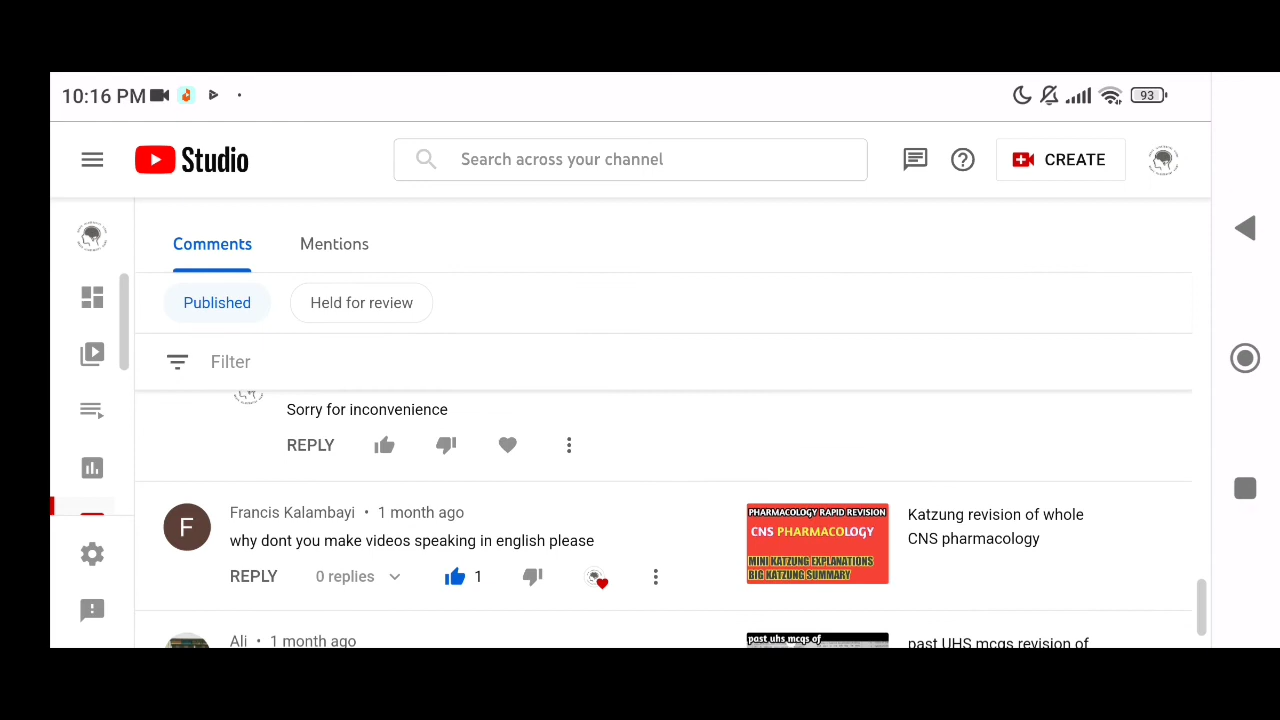 10:16 PM
93
Studio
Search across your channel
CREATE
Comments
Mentions
Published
Held for review
Filter
Sorry for inconvenience
REPLY
F
Francis Kalambayi • 1 month ago
why dont you make videos speaking in english please
REPLY
0 replies
1
PHARMACOLOGY RAPID REVISION
CNS PHARMACOLOGY
MINI KATZUNG EXPLANATIONS
BIG KATZUNG SUMMARY
Katzung revision of whole
CNS pharmacology
Ali • 1 month ago
past uhs mcqs of
past UHS mcqs revision of